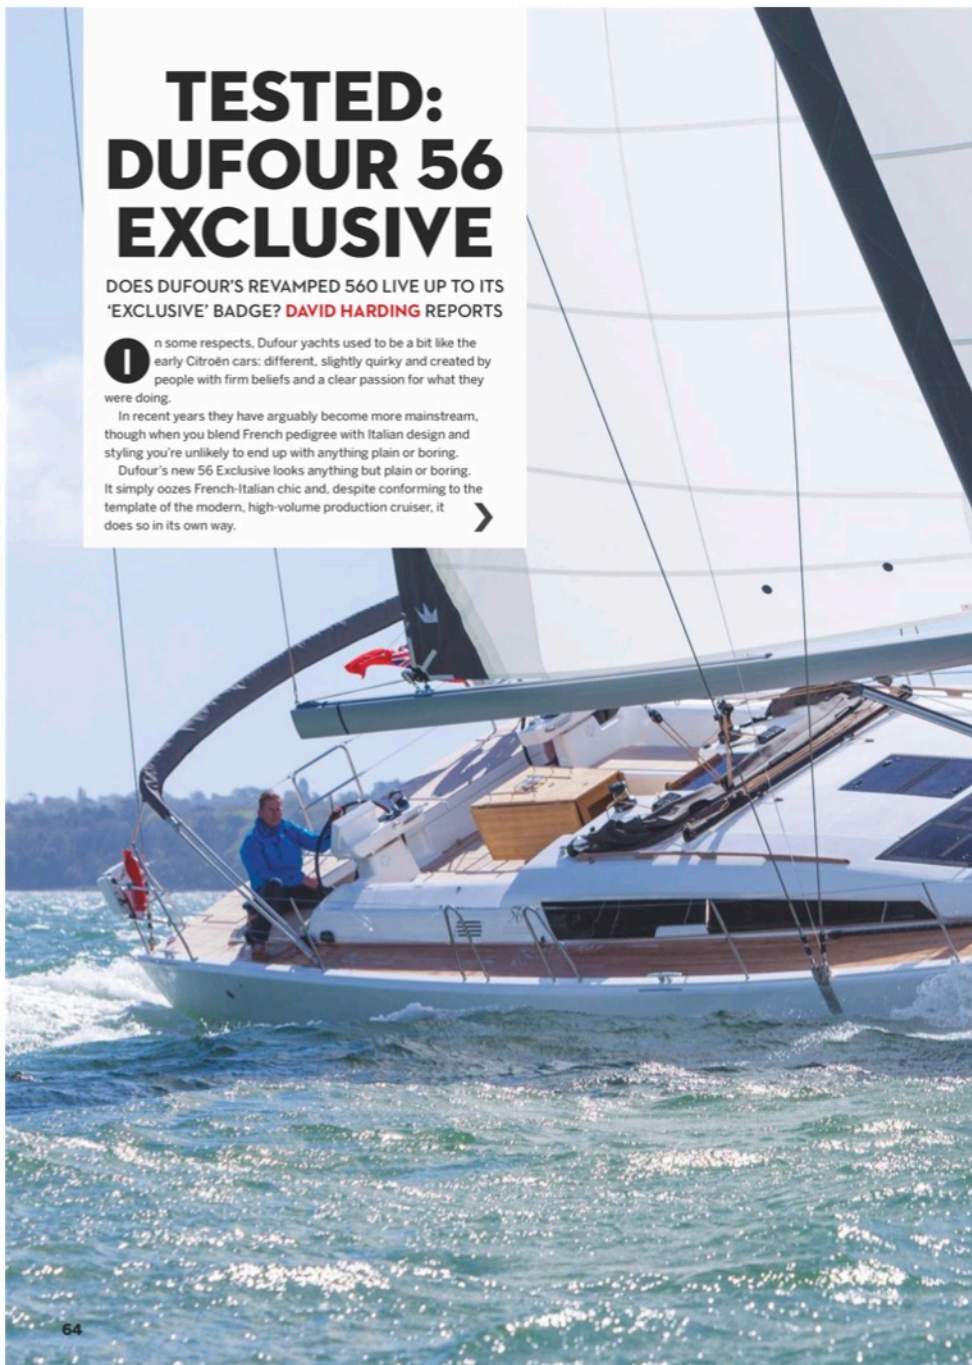 TESTED:
DUFOUR 56
EXCLUSIVE
DOES DUFOUR'S REVAMPED 560 LIVE UP TO ITS
'EXCLUSIVE' BADGE? DAVID HARDING REPORTS
In some respects, Dufour yachts used to be a bit like the
early Citroën cars: different, slightly quirky and created by
people with firm beliefs and a clear passion for what they
were doing.
In recent years they have arguably become more mainstream,
though when you blend French pedigree with Italian design and
styling you're unlikely to end up with anything plain or boring.
Dufour's new 56 Exclusive looks anything but plain or boring.
It simply oozes French-Italian chic and, despite conforming to the
template of the modern, high-volume production cruiser, it
does so in its own way.
64